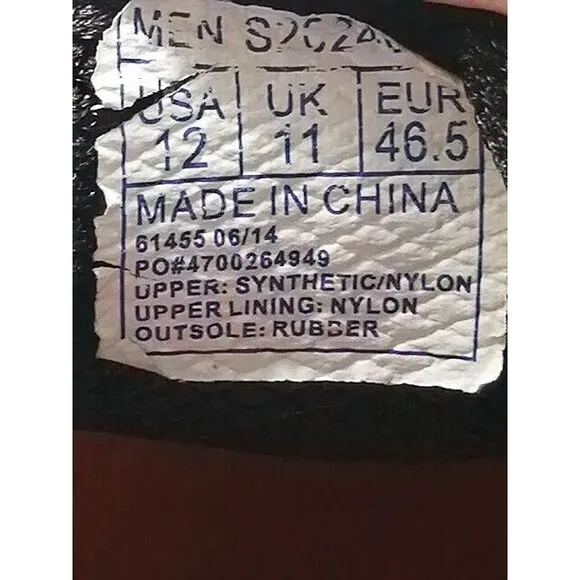 MEN
USA UK EUR
12 11 46.5
MADE IN CHINA
61455 06/14
PO#4700264949
UPPER: SYNTHETIC/NYLON
UPPER LINING: NYLON
OUTSOLE: RUBBER